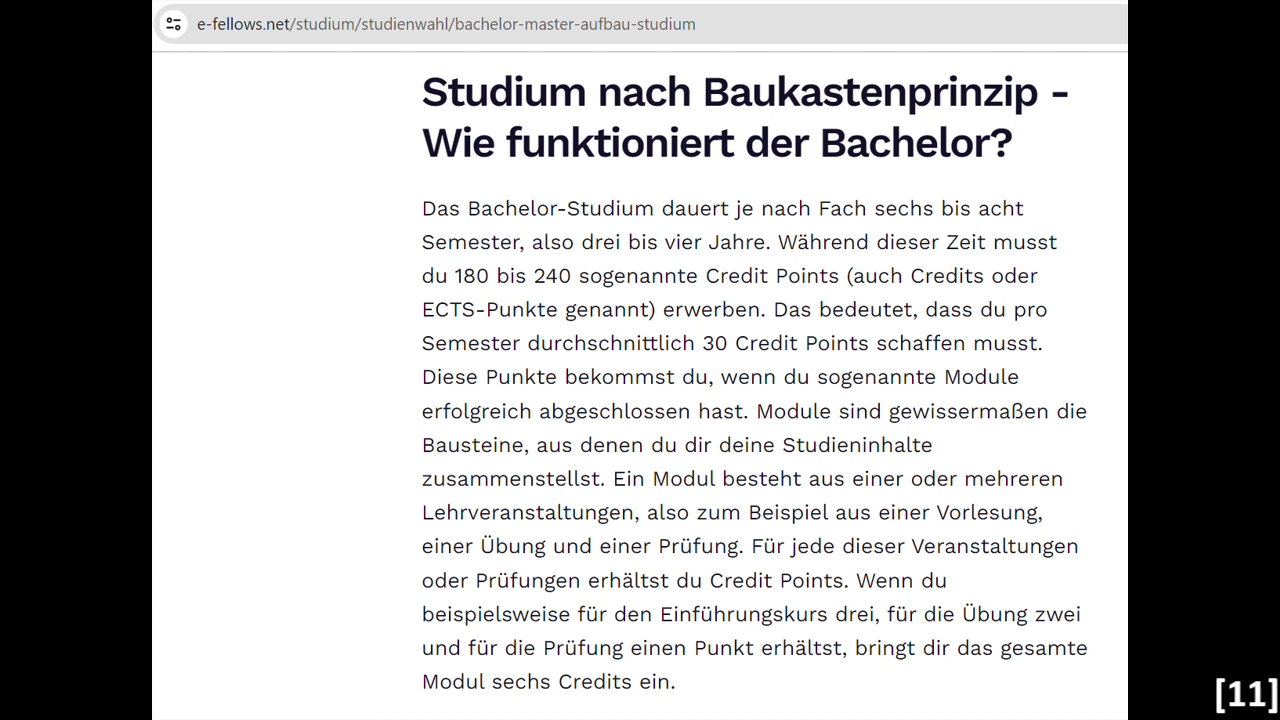 e-fellows.net/studium/studienwahl/bachelor-master-aufbau-studium
Studium nach Baukastenprinzip -
Wie funktioniert der Bachelor?
Das Bachelor-Studium dauert je nach Fach sechs bis acht
Semester, also drei bis vier Jahre. Während dieser Zeit musst
du 180 bis 240 sogenannte Credit Points (auch Credits oder
ECTS-Punkte genannt) erwerben. Das bedeutet, dass du pro
Semester durchschnittlich 30 Credit Points schaffen musst.
Diese Punkte bekommst du, wenn du sogenannte Module
erfolgreich abgeschlossen hast. Module sind gewissermaßen die
Bausteine, aus denen du dir deine Studieninhalte
zusammenstellst. Ein Modul besteht aus einer oder mehreren
Lehrveranstaltungen, also zum Beispiel aus einer Vorlesung,
einer Übung und einer Prüfung. Für jede dieser Veranstaltungen
oder Prüfungen erhältst du Credit Points. Wenn du
beispielsweise für den Einführungskurs drei, für die Übung zwei
und für die Prüfung einen Punkt erhältst, bringt dir das gesamte
Modul sechs Credits ein.
[11]